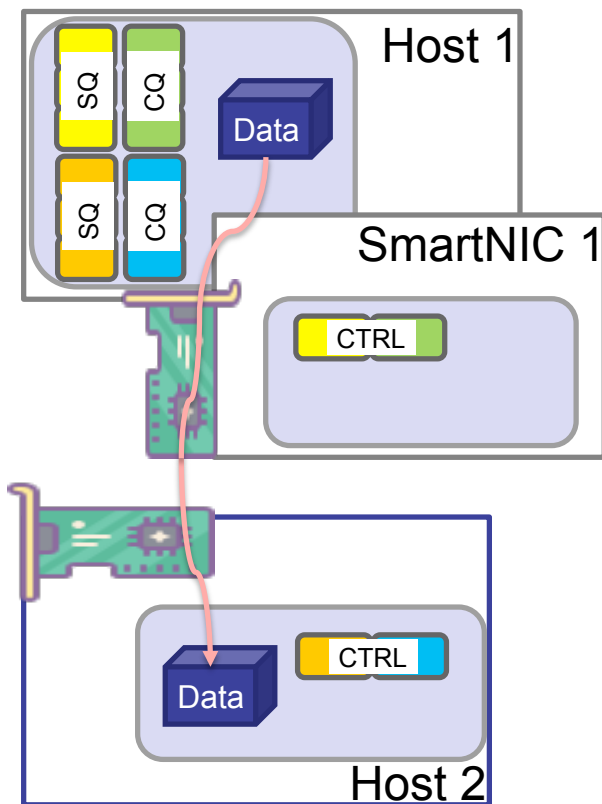 Host 1
SQ
CQ
Data
SQ
CQ
SmartNIC 1
CTRL
CTRL
Data
Host 2